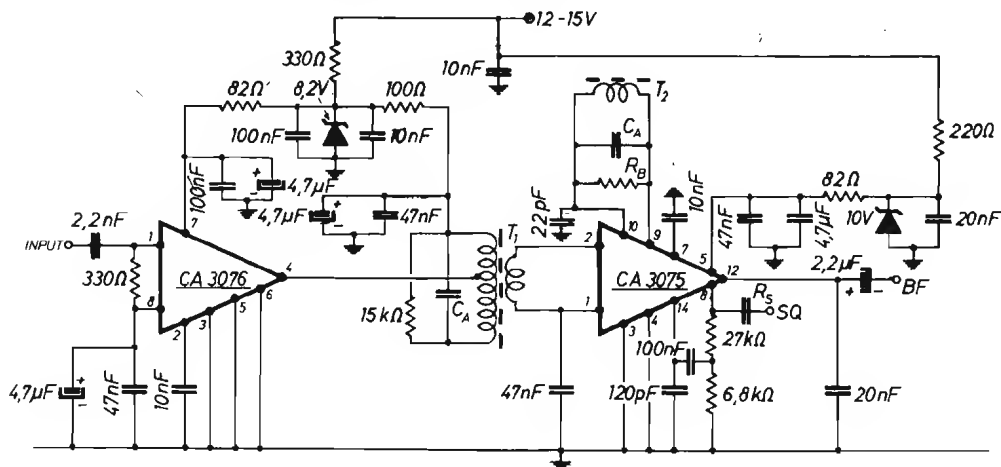 12-15V
330Ω
10nF
82Ω
8,2V
100Ω
T2
100nF
10nF
CA
220Ω
RB
100nF
4,7µF
4,7µF
47nF
22pF
10nF
82Ω
10V
47nF
4,7µF
20nF
2,2nF
7
T1
10
9
7
INPUT
1
2
5
2,2µF
330Ω
CA 3076
4
CA 3075
12
BF
8
15kΩ
CA
1
8
RS
SQ
2
3
5
6
3
4
14
27kΩ
100nF
4,7µF
47nF
10nF
47nF
120pF
6,8kΩ
20nF